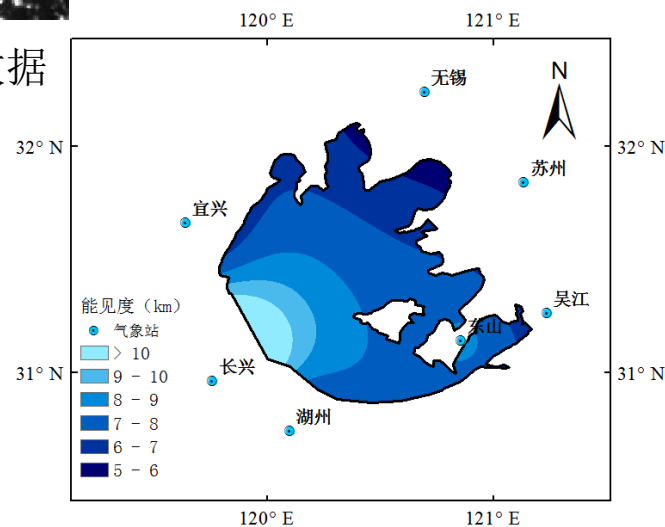 120° E 121° E
据
无锡
N
32° N 32° N
苏州
宜兴
能见度（km）
吴江
气象站
东山
> 10
9 - 10
长兴
31° N 31° N
8 - 9
7 - 8
湖州
6 - 7
5 - 6
120° E 121° E